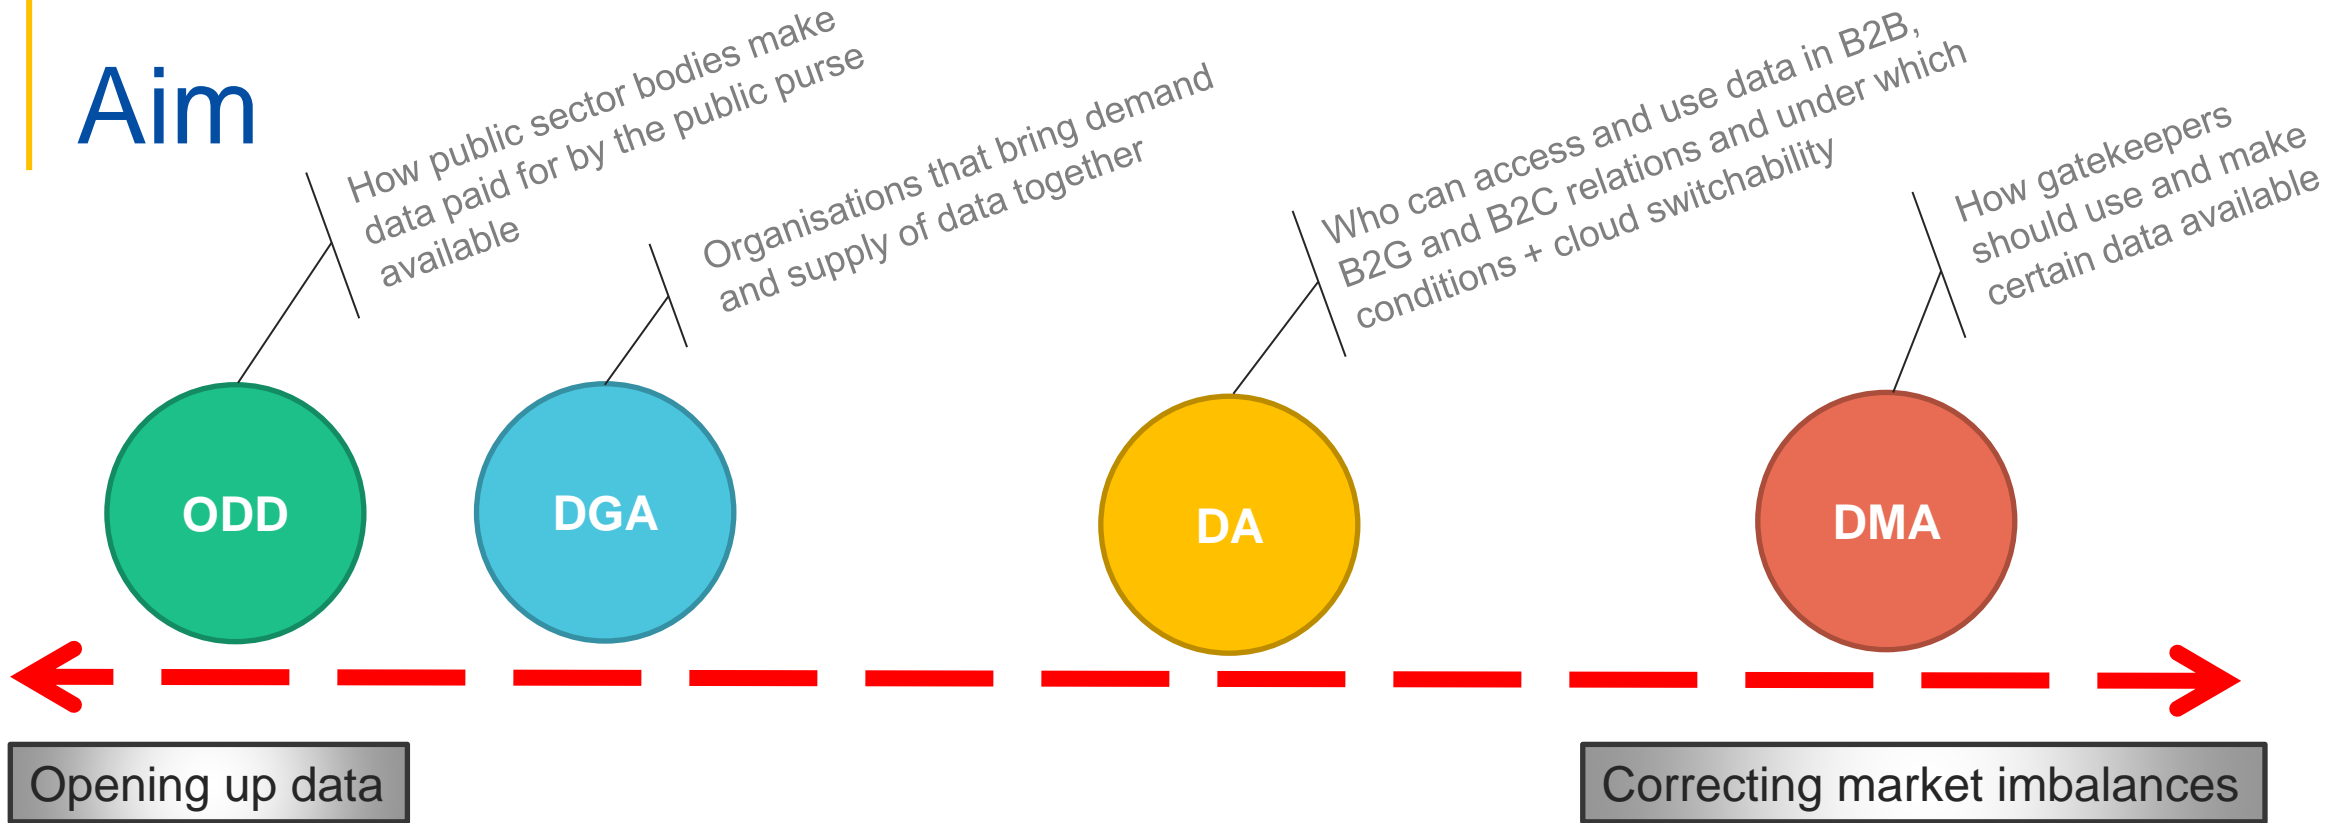 Aim
How public sector bodies make
data paid for by the public purse
available
Organisations that bring demand
and supply of data together
Who can access and use data in B2B,
B2G and B2C relations and under which
conditions + cloud switchability
How gatekeepers
should use and make
certain data available
ODD
DGA
DA
DMA
Opening up data
Correcting market imbalances